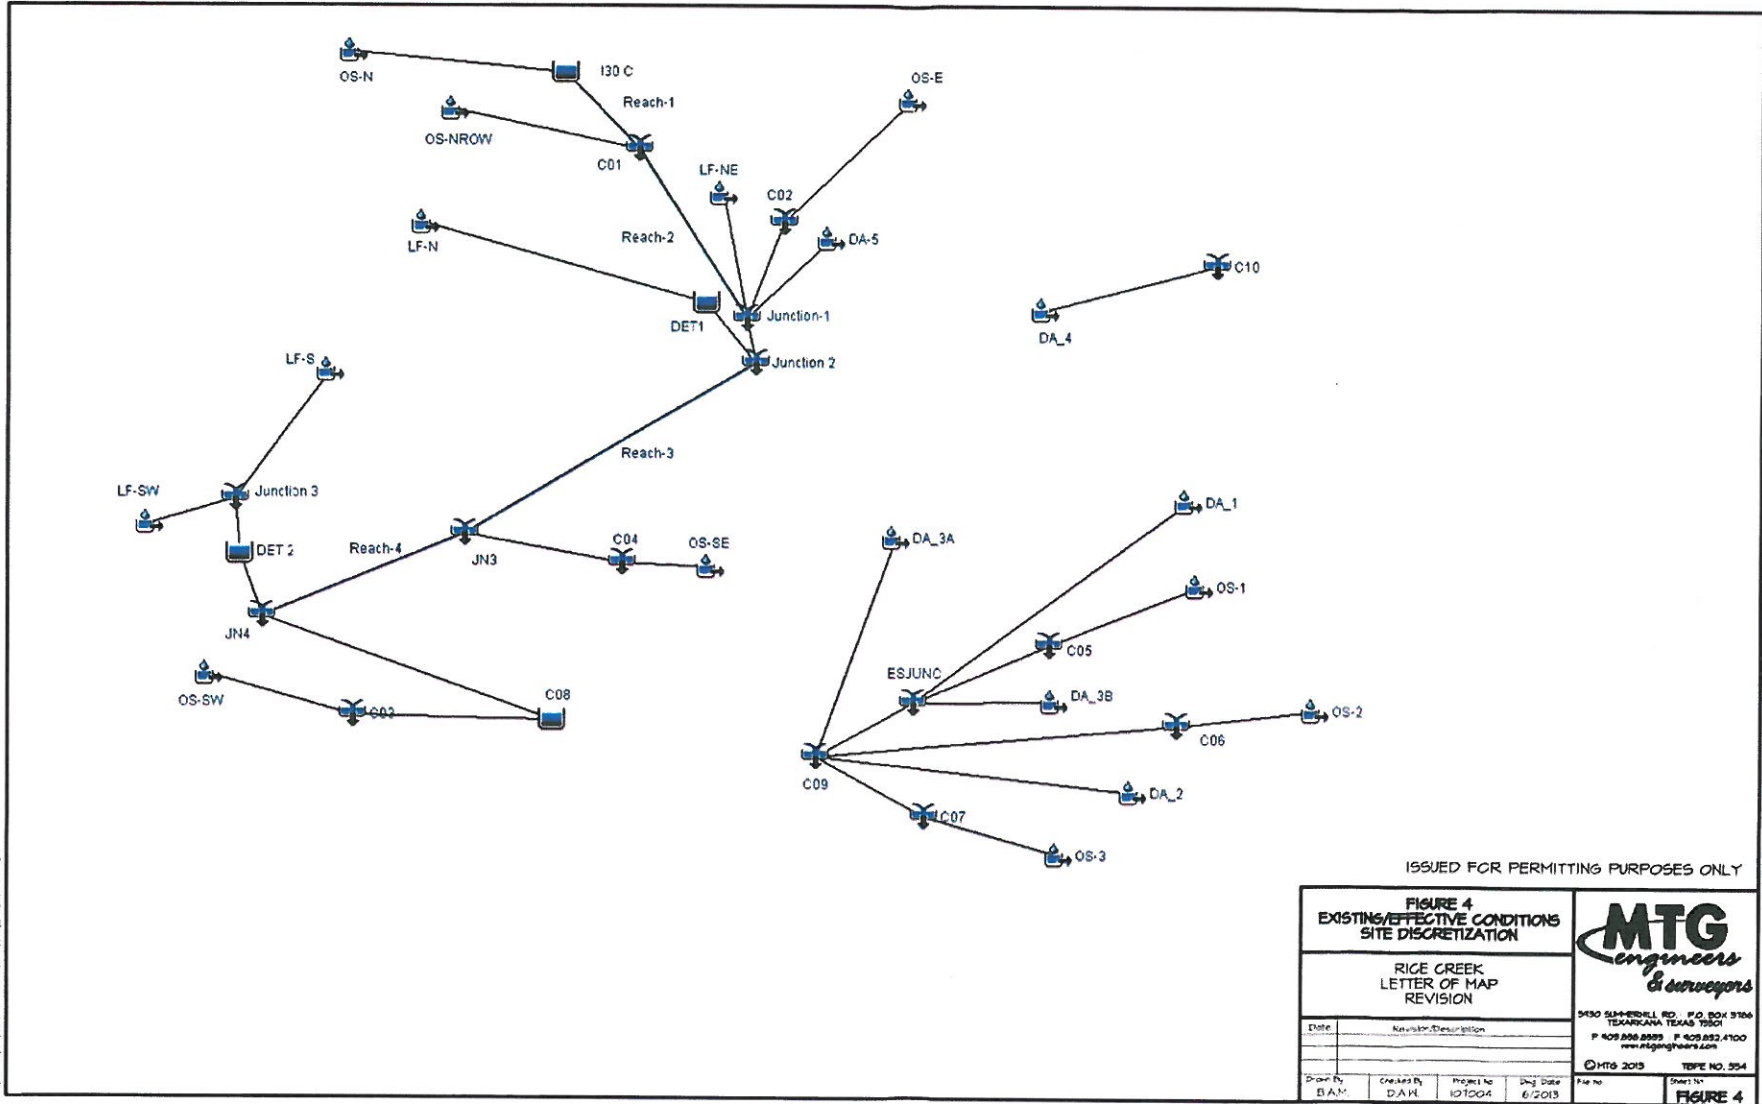 OS-N
I30 C
OS-E
Reach-1
OS-NROW
C01
LF-NE
C02
Reach-2
DA-5
LF-N
C10
DET1
Junction-1
DA_4
Junction 2
LF-S
Reach-3
LF-SW
Junction 3
DA_1
DA_3A
Reach-4
C04
OS-SE
DET 2
JN3
OS-1
JN4
C05
ESJUNC
OS-SW
C03
C08
DA_3B
OS-2
C06
C09
DA_2
C07
OS-3
ISSUED FOR PERMITTING PURPOSES ONLY
FIGURE 4
EXISTING/EFFECTIVE CONDITIONS
SITE DISCRETIZATION
RICE CREEK
LETTER OF MAP
REVISION
MTG
engineers
& surveyors
TEXARKANA TEXAS
© MTG 2013
TBPE NO. 354
Date
Revision/Description
Drawn By
B.A.M.
Checked By
D.A.W.
Project No
107004
Dwg. Date
6/2013
File No.
Sheet No
FIGURE 4